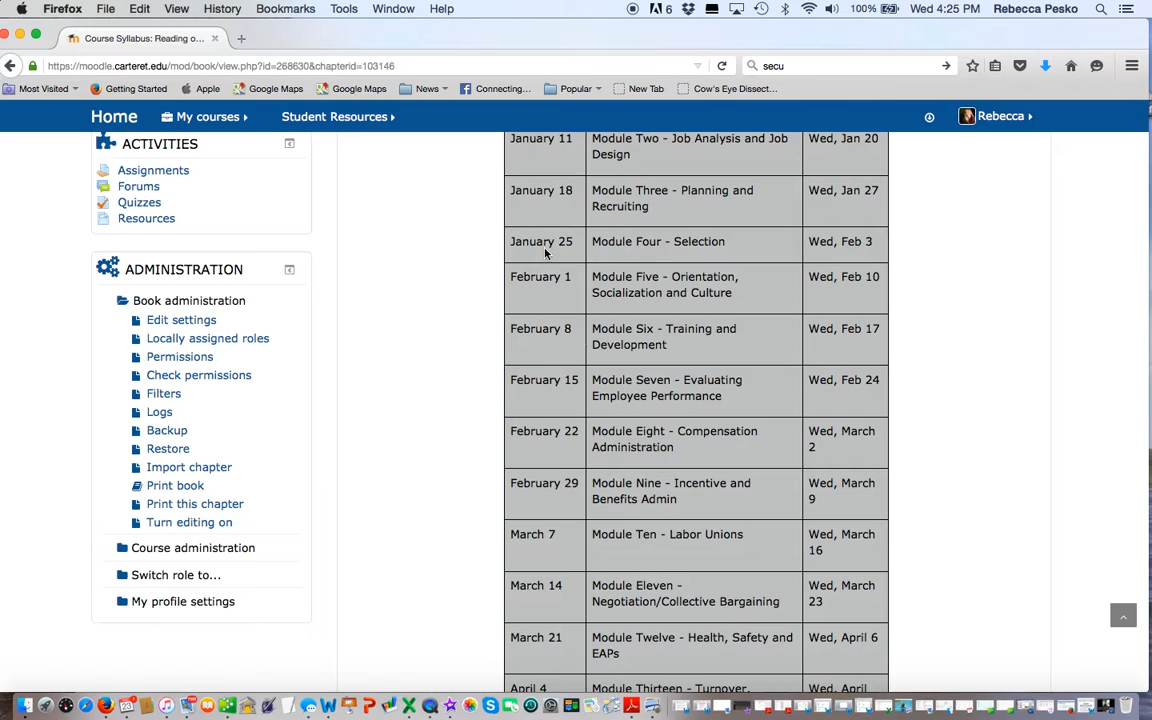 Firefox File Edit View History Bookmarks Tools Window Help 6 100% Wed 4:25 PM Rebecca Pesko
Course Syllabus: Reading o... × +
https://moodle.carteret.edu/mod/book/view.php?id=268630&chapterid=103146 secu
Most Visited Getting Started Apple Google Maps Google Maps News Connecting... Popular New Tab Cow's Eye Dissect...
Home My courses Student Resources Rebecca
ACTIVITIES
Assignments
Forums
Quizzes
Resources
ADMINISTRATION
Book administration
Edit settings
Locally assigned roles
Permissions
Check permissions
Filters
Logs
Backup
Restore
Import chapter
Print book
Print this chapter
Turn editing on
Course administration
Switch role to...
My profile settings
January 11 Module Two - Job Analysis and Job Wed, Jan 20
Design
January 18 Module Three - Planning and Wed, Jan 27
Recruiting
January 25 Module Four - Selection Wed, Feb 3
February 1 Module Five - Orientation, Wed, Feb 10
Socialization and Culture
February 8 Module Six - Training and Wed, Feb 17
Development
February 15 Module Seven - Evaluating Wed, Feb 24
Employee Performance
February 22 Module Eight - Compensation Wed, March
Administration 2
February 29 Module Nine - Incentive and Wed, March
Benefits Admin 9
March 7 Module Ten - Labor Unions Wed, March
16
March 14 Module Eleven - Wed, March
Negotiation/Collective Bargaining 23
March 21 Module Twelve - Health, Safety and Wed, April 6
EAPs
April 4 Module Thirteen - Turnover, Wed, April